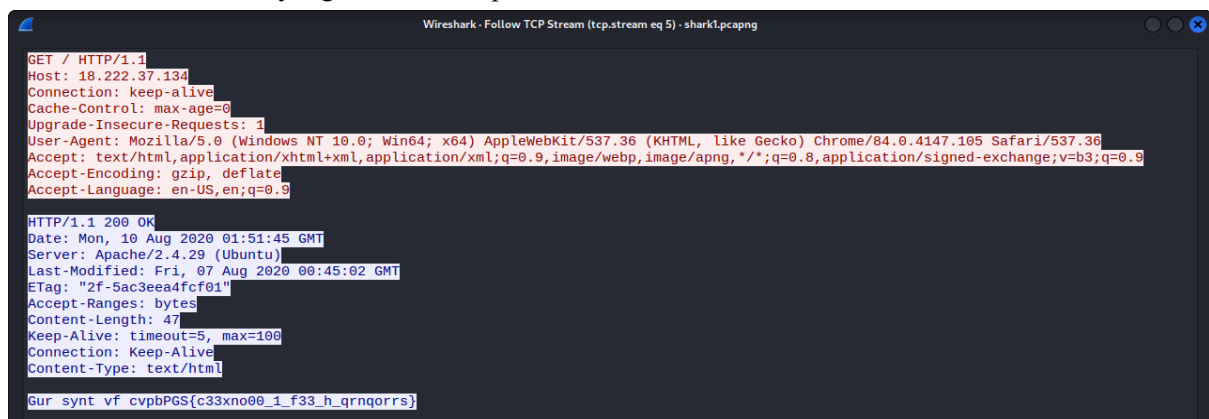 Wireshark · Follow TCP Stream (tcp.stream eq 5) · shark1.pcapng
GET / HTTP/1.1
Host: 18.222.37.134
Connection: keep-alive
Cache-Control: max-age=0
Upgrade-Insecure-Requests: 1
User-Agent: Mozilla/5.0 (Windows NT 10.0; Win64; x64) AppleWebKit/537.36 (KHTML, like Gecko) Chrome/84.0.4147.105 Safari/537.36
Accept: text/html,application/xhtml+xml,application/xml;q=0.9,image/webp,image/apng,*/*;q=0.8,application/signed-exchange;v=b3;q=0.9
Accept-Encoding: gzip, deflate
Accept-Language: en-US,en;q=0.9
HTTP/1.1 200 OK
Date: Mon, 10 Aug 2020 01:51:45 GMT
Server: Apache/2.4.29 (Ubuntu)
Last-Modified: Fri, 07 Aug 2020 00:45:02 GMT
ETag: "2f-5ac3eea4fcf01"
Accept-Ranges: bytes
Content-Length: 47
Keep-Alive: timeout=5, max=100
Connection: Keep-Alive
Content-Type: text/html
Gur synt vf cvpbPGS{c33xno00_1_f33_h_qrnqorrs}